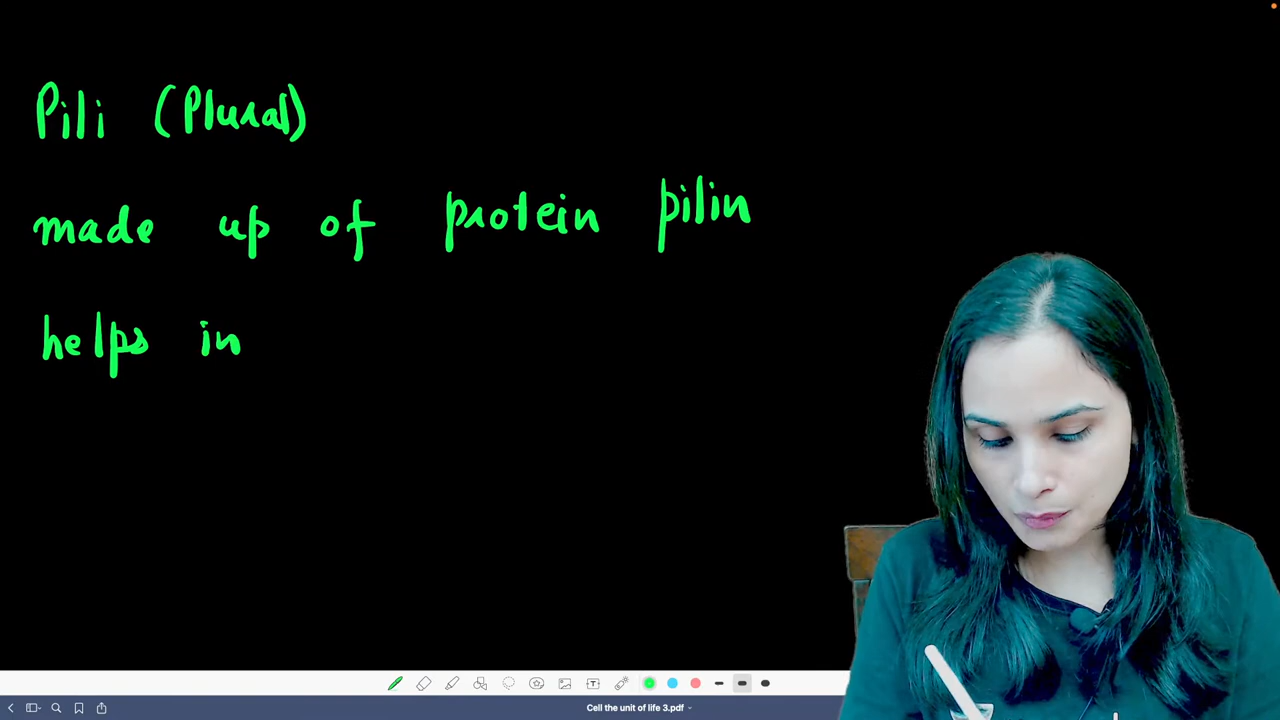 Pili (Plural)
made up of protein pilin
helps in
Cell the unit of life 3.pdf